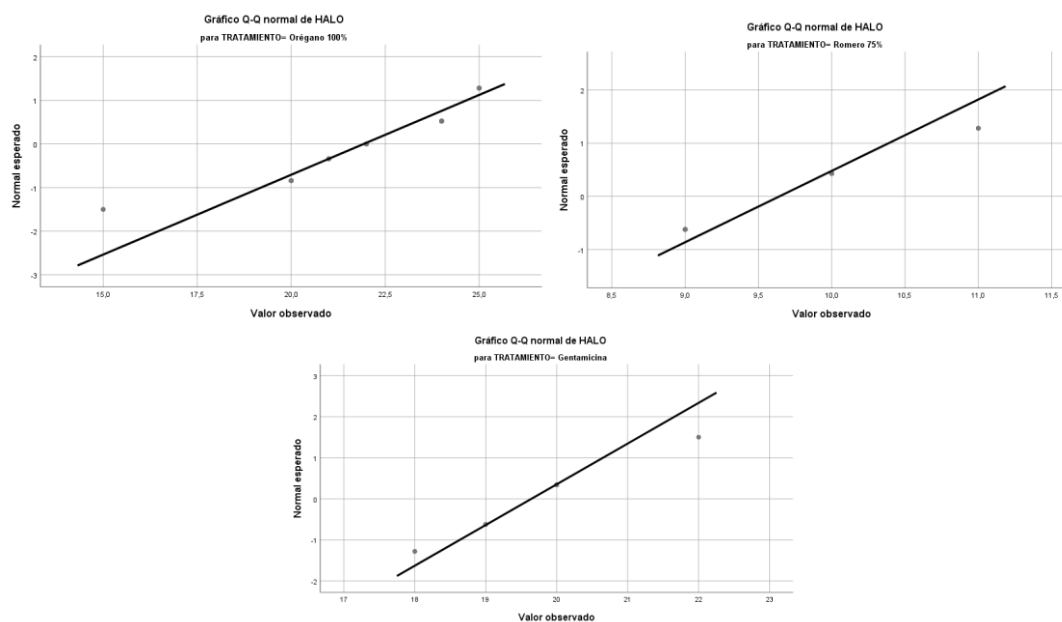 Gráfico Q-Q normal de HALO
para TRATAMIENTO= Orégano 100%
Normal esperado
2
1
0
-1
-2
-3
15,0 17,5 20,0 22,5 25,0
Valor observado
Gráfico Q-Q normal de HALO
para TRATAMIENTO= Romero 75%
Normal esperado
2
1
0
-1
8,5 9,0 9,5 10,0 10,5 11,0 11,5
Valor observado
Gráfico Q-Q normal de HALO
para TRATAMIENTO= Gentamicina
Normal esperado
3
2
1
0
-1
-2
17 18 19 20 21 22 23
Valor observado